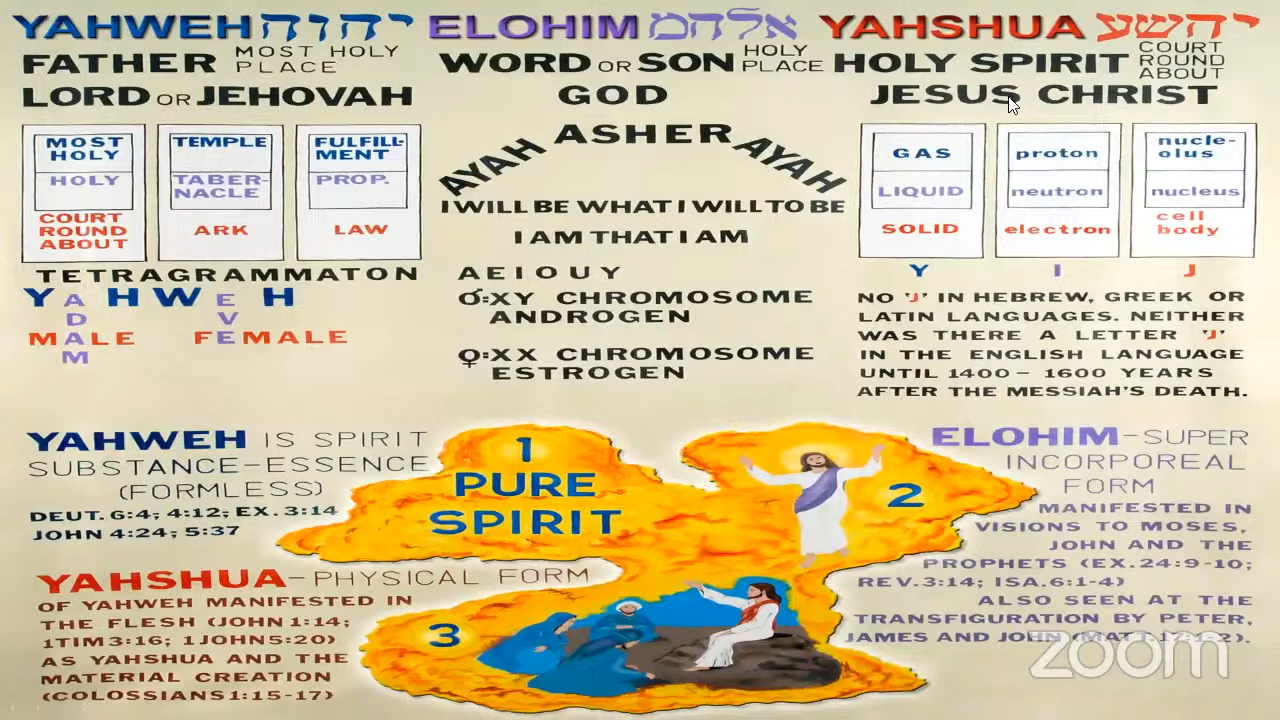 YAHWEH יהוה ELOHIM אלהמ YAHSHUA יהשע
FATHER MOST HOLY PLACE
LORD OR JEHOVAH
WORD OR SON HOLY PLACE
GOD
HOLY SPIRIT COURT ROUND ABOUT
JESUS CHRIST
MOST HOLY
HOLY
COURT ROUND ABOUT
TEMPLE
TABER-
NACLE
ARK
FULFILL-
MENT
PROP.
LAW
AYAH ASHER AYAH
I WILL BE WHAT I WILL TO BE
I AM THAT I AM
GAS
LIQUID
SOLID
proton
neutron
electron
nucle-
olus
nucleus
cell
body
TETRAGRAMMATON
YAHWEH
ADAM
EVE
MALE FEMALE
A E I O U Y
♂:XY CHROMOSOME
ANDROGEN
♀:XX CHROMOSOME
ESTROGEN
Y I J
NO "J" IN HEBREW, GREEK OR
LATIN LANGUAGES. NEITHER
WAS THERE A LETTER "J"
IN THE ENGLISH LANGUAGE
UNTIL 1400 – 1600 YEARS
AFTER THE MESSIAH'S DEATH.
YAHWEH IS SPIRIT
SUBSTANCE–ESSENCE
(FORMLESS)
DEUT. 6:4; 4:12; EX. 3:14
JOHN 4:24; 5:37
1
PURE
SPIRIT
2
ELOHIM–SUPER
INCORPOREAL
FORM
MANIFESTED IN
VISIONS TO MOSES,
JOHN AND THE
PROPHETS (EX.24:9-10;
REV.3:14; ISA.6:1-4)
ALSO SEEN AT THE
TRANSFIGURATION BY PETER,
JAMES AND JOHN
YAHSHUA–PHYSICAL FORM
OF YAHWEH MANIFESTED IN
THE FLESH (JOHN 1:14;
1TIM 3:16; 1JOHN 5:20)
AS YAHSHUA AND THE
MATERIAL CREATION
(COLOSSIANS 1:15-17)
3
zoom